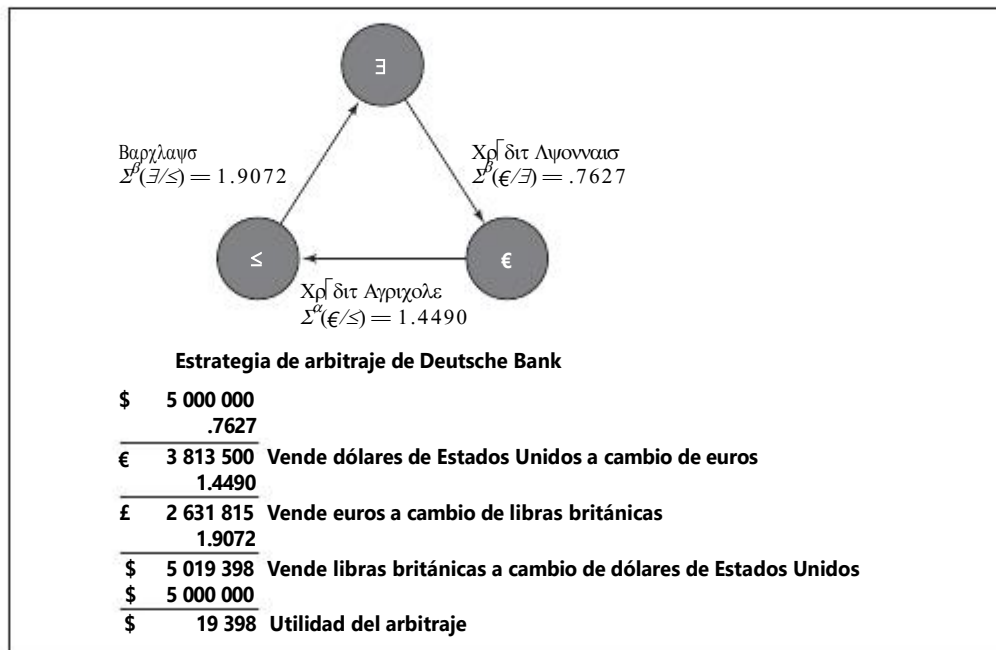 ∃
Βαρχλαψσ
Σᵝ(∃/≤) = 1.9072
Χρ⌈διτ Λψονναισ
Σᵝ(€/∃) = .7627
≤
€
Χρ⌈διτ Αγριχολε
Σᵅ(€/≤) = 1.4490
Estrategia de arbitraje de Deutsche Bank
$ 5 000 000
.7627
€ 3 813 500 Vende dólares de Estados Unidos a cambio de euros
1.4490
£ 2 631 815 Vende euros a cambio de libras británicas
1.9072
$ 5 019 398 Vende libras británicas a cambio de dólares de Estados Unidos
$ 5 000 000
$ 19 398 Utilidad del arbitraje